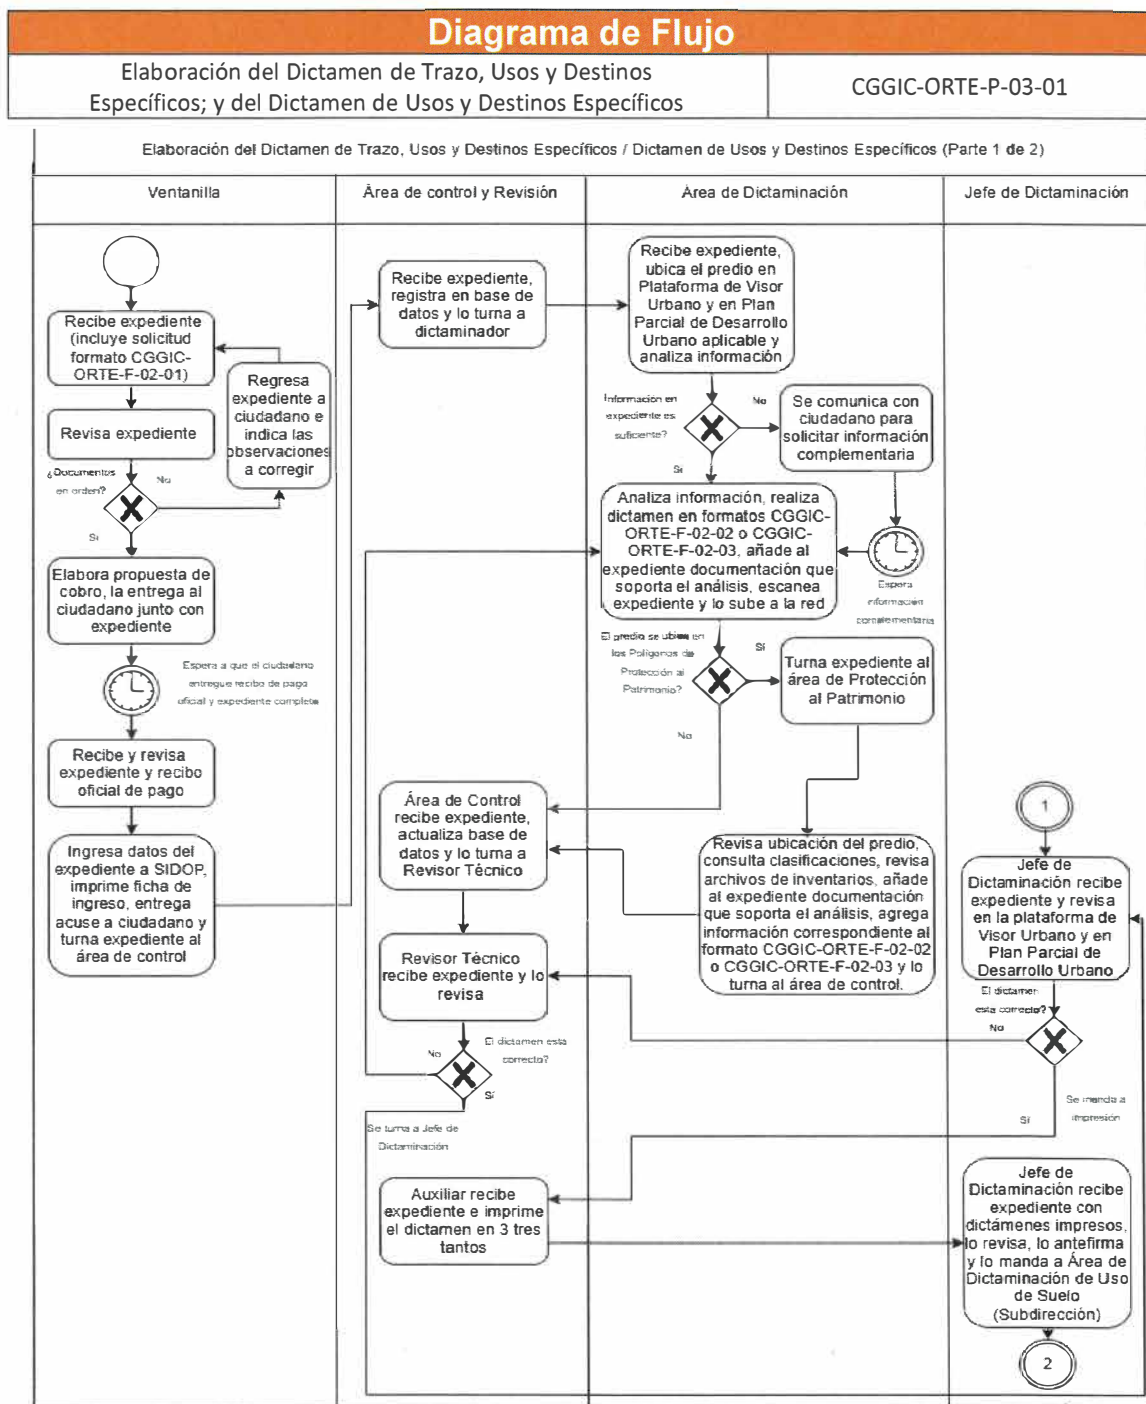 Diagrama de Flujo
Elaboración del Dictamen de Trazo, Usos y Destinos
Específicos; y del Dictamen de Usos y Destinos Específicos
CGGIC-ORTE-P-03-01
Elaboración del Dictamen de Trazo, Usos y Destinos Específicos / Dictamen de Usos y Destinos Específicos (Parte 1 de 2)
Ventanilla
Área de control y Revisión
Área de Dictaminación
Jefe de Dictaminación
Recibe expediente
(incluye solicitud
formato CGGIC-
ORTE-F-02-01)
Revisa expediente
¿Documentos
en orden?
No
Si
Regresa
expediente a
ciudadano e
indica las
observaciones
a corregir
Elabora propuesta de
cobro, la entrega al
ciudadano junto con
expediente
Espera a que el ciudadano
entregue recibo de pago
oficial y expediente completo
Recibe y revisa
expediente y recibo
oficial de pago
Ingresa datos del
expediente a SIDOP,
imprime ficha de
ingreso, entrega
acuse a ciudadano y
turna expediente al
área de control
Recibe expediente,
registra en base de
datos y lo turna a
dictaminador
Recibe expediente,
ubica el predio en
Plataforma de Visor
Urbano y en Plan
Parcial de Desarrollo
Urbano aplicable y
analiza información
Información en
expediente es
suficiente?
No
Si
Se comunica con
ciudadano para
solicitar información
complementaria
Espera
información
complementaria
Analiza información, realiza
dictamen en formatos CGGIC-
ORTE-F-02-02 o CGGIC-
ORTE-F-02-03, añade al
expediente documentación que
soporta el análisis, escanea
expediente y lo sube a la red
El predio se ubica en
los Polígonos de
Protección al
Patrimonio?
Sí
No
Turna expediente al
área de Protección
al Patrimonio
Revisa ubicación del predio,
consulta clasificaciones, revisa
archivos de inventarios, añade
al expediente documentación
que soporta el análisis, agrega
información correspondiente al
formato CGGIC-ORTE-F-02-02
o CGGIC-ORTE-F-02-03 y lo
turna al área de control.
Área de Control
recibe expediente,
actualiza base de
datos y lo turna a
Revisor Técnico
Revisor Técnico
recibe expediente y lo
revisa
El dictamen esta
correcto?
No
Sí
Se turna a Jefe de
Dictaminación
1
Jefe de
Dictaminación recibe
expediente y revisa
en la plataforma de
Visor Urbano y en
Plan Parcial de
Desarrollo Urbano
El dictamen
esta correcto?
No
Sí
Se manda a
impresión
Auxiliar recibe
expediente e imprime
el dictamen en 3 tres
tantos
Jefe de
Dictaminación recibe
expediente con
dictámenes impresos,
lo revisa, lo antefirma
y lo manda a Área de
Dictaminación de Uso
de Suelo
(Subdirección)
2